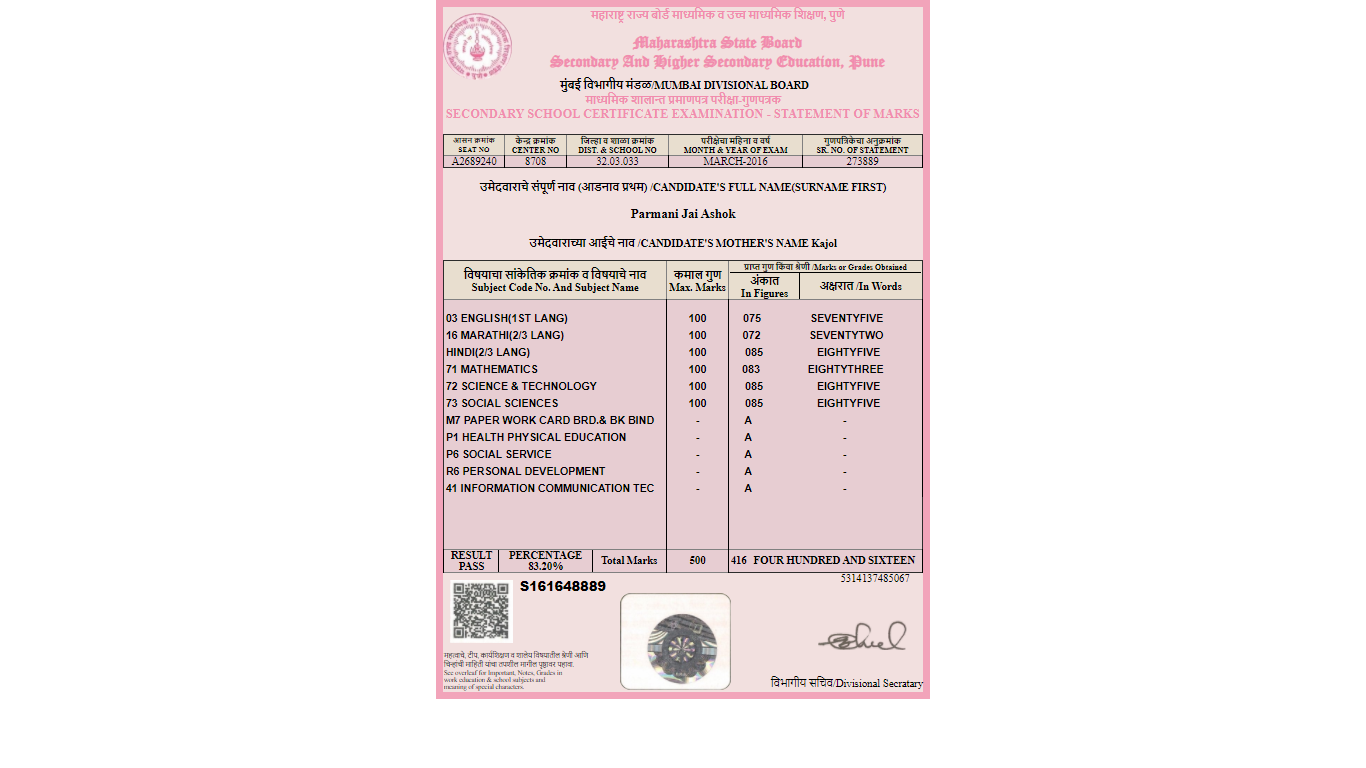 महाराष्ट्र राज्य बोर्ड माध्यमिक व उच्च माध्यमिक शिक्षण, पुणे
Maharashtra State Board
Secondary And Higher Secondary Education, Pune
मुंबई विभागीय मंडळ/MUMBAI DIVISIONAL BOARD
माध्यमिक शालान्त प्रमाणपत्र परीक्षा-गुणपत्रक
SECONDARY SCHOOL CERTIFICATE EXAMINATION - STATEMENT OF MARKS
आसन क्रमांक केन्द्र क्रमांक जिल्हा व शाळा क्रमांक परीक्षेचा महिना व वर्ष गुणपत्रिकेचा अनुक्रमांक
SEAT NO CENTER NO DIST. & SCHOOL NO MONTH & YEAR OF EXAM SR. NO. OF STATEMENT
A2689240 8708 32.03.033 MARCH-2016 273889
उमेदवाराचे संपूर्ण नाव (आडनाव प्रथम) /CANDIDATE'S FULL NAME(SURNAME FIRST)
Parmani Jai Ashok
उमेदवाराच्या आईचे नाव /CANDIDATE'S MOTHER'S NAME Kajol
विषयाचा सांकेतिक क्रमांक व विषयाचे नाव कमाल गुण प्राप्त गुण किंवा श्रेणी /Marks or Grades Obtained
Subject Code No. And Subject Name Max. Marks अंकात In Figures अक्षरात /In Words
03 ENGLISH(1ST LANG) 100 075 SEVENTYFIVE
16 MARATHI(2/3 LANG) 100 072 SEVENTYTWO
HINDI(2/3 LANG) 100 085 EIGHTYFIVE
71 MATHEMATICS 100 083 EIGHTYTHREE
72 SCIENCE & TECHNOLOGY 100 085 EIGHTYFIVE
73 SOCIAL SCIENCES 100 085 EIGHTYFIVE
M7 PAPER WORK CARD BRD.& BK BIND - A -
P1 HEALTH PHYSICAL EDUCATION - A -
P6 SOCIAL SERVICE - A -
R6 PERSONAL DEVELOPMENT - A -
41 INFORMATION COMMUNICATION TEC - A -
RESULT PERCENTAGE Total Marks 500 416 FOUR HUNDRED AND SIXTEEN
PASS 83.20%
5314137485067
S161648889
महत्वाचे, टीप, कार्यशिक्षण व शालेय विषयातील श्रेणी आणि
चिन्हांची माहिती यांचा तपशील मागील पृष्ठावर पहावा.
See overleaf for Important, Notes, Grades in
work education & school subjects and
meaning of special characters.
विभागीय सचिव/Divisional Secratary